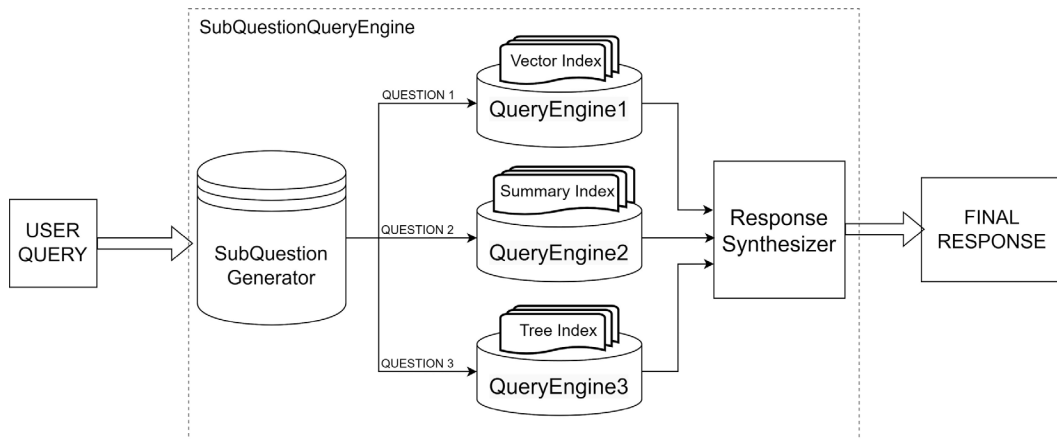 SubQuestionQueryEngine
USER
QUERY
SubQuestion
Generator
QUESTION 1
QUESTION 2
QUESTION 3
Vector Index
QueryEngine1
Summary Index
QueryEngine2
Tree Index
QueryEngine3
Response
Synthesizer
FINAL
RESPONSE